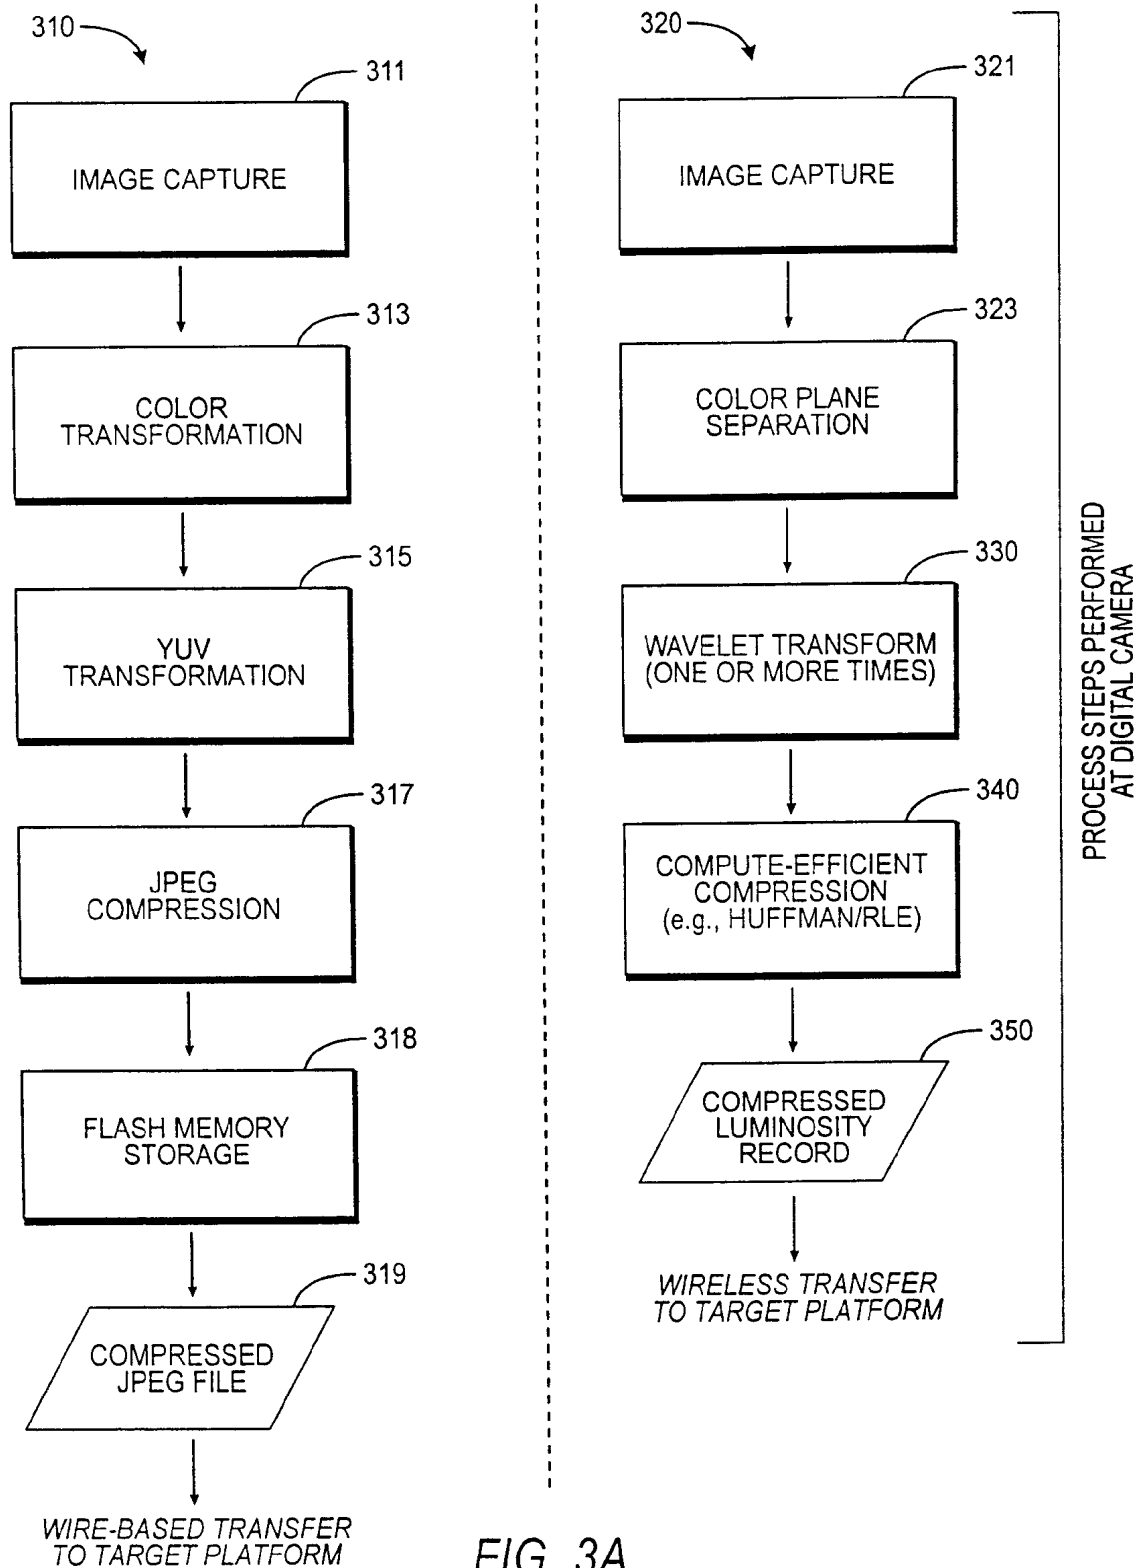 310
311
IMAGE CAPTURE
313
COLOR
TRANSFORMATION
315
YUV
TRANSFORMATION
317
JPEG
COMPRESSION
318
FLASH MEMORY
STORAGE
319
COMPRESSED
JPEG FILE
WIRE-BASED TRANSFER
TO TARGET PLATFORM
320
321
IMAGE CAPTURE
323
COLOR PLANE
SEPARATION
330
WAVELET TRANSFORM
(ONE OR MORE TIMES)
340
COMPUTE-EFFICIENT
COMPRESSION
(e.g., HUFFMAN/RLE)
350
COMPRESSED
LUMINOSITY
RECORD
WIRELESS TRANSFER
TO TARGET PLATFORM
PROCESS STEPS PERFORMED
AT DIGITAL CAMERA
FIG. 3A